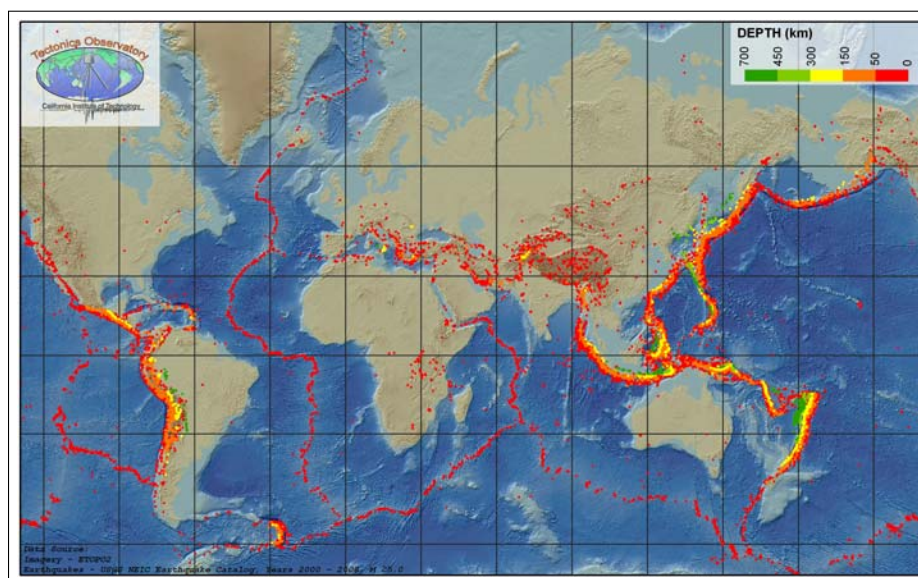 Tectonics Observatory
California Institute of Technology
DEPTH (km)
700
450
300
150
50
0
Data Source:
Imagery - ETOPO2
Earthquakes - USGS NEIC Earthquake Catalog, Years 2000 - 2008, M ≥5.0